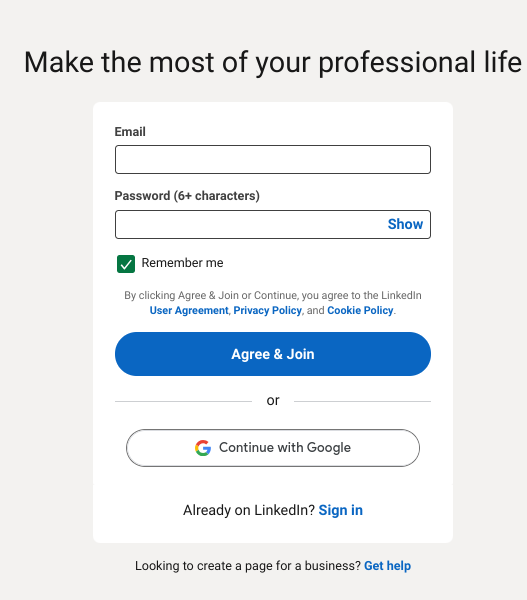 Make the most of your professional life
Email
Password (6+ characters)
Show
Remember me
By clicking Agree & Join or Continue, you agree to the LinkedIn
User Agreement, Privacy Policy, and Cookie Policy.
Agree & Join
or
Continue with Google
Already on LinkedIn? Sign in
Looking to create a page for a business? Get help